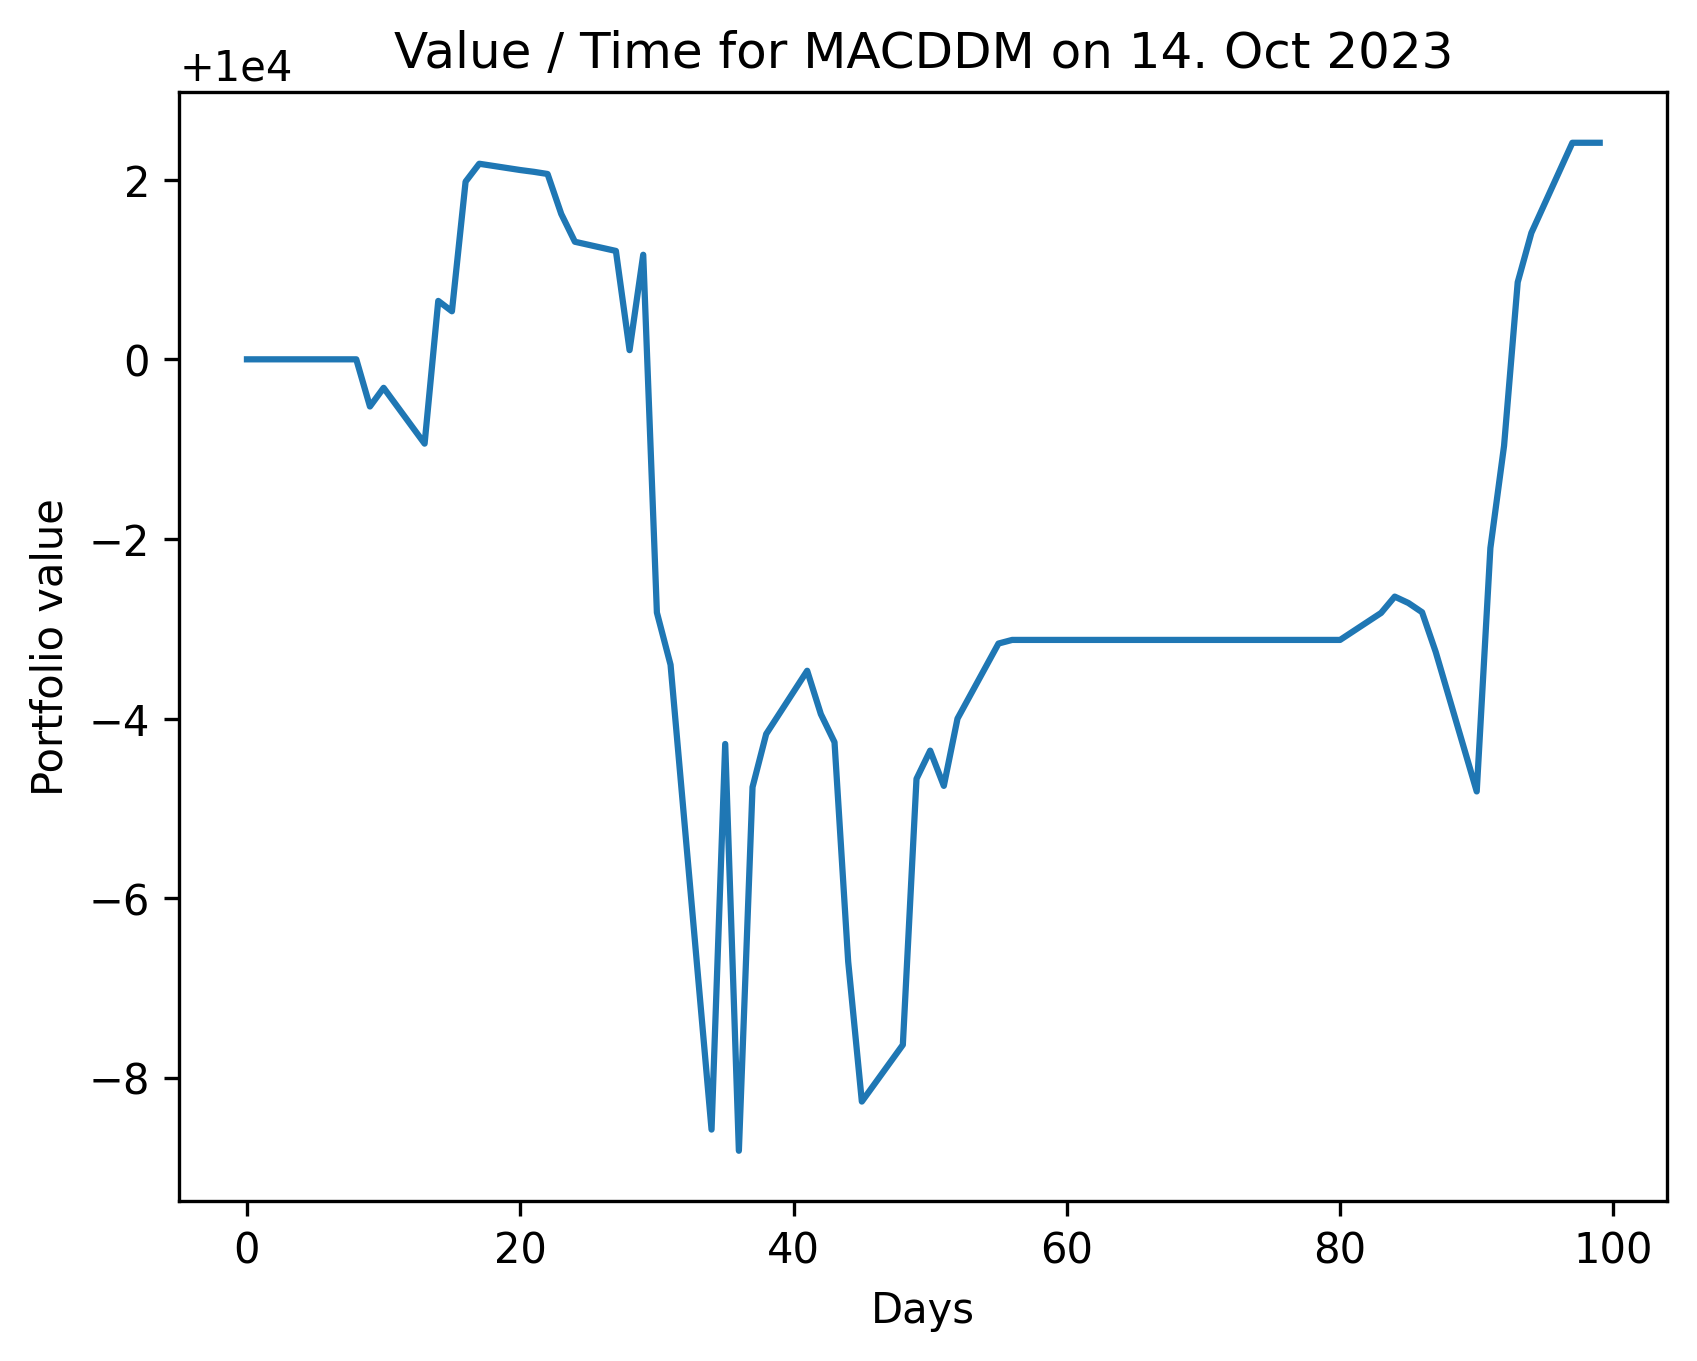 Value / Time for MACDDM on 14. Oct 2023
+1e4
2
0
−2
−4
−6
−8
Portfolio value
0 20 40 60 80 100
Days